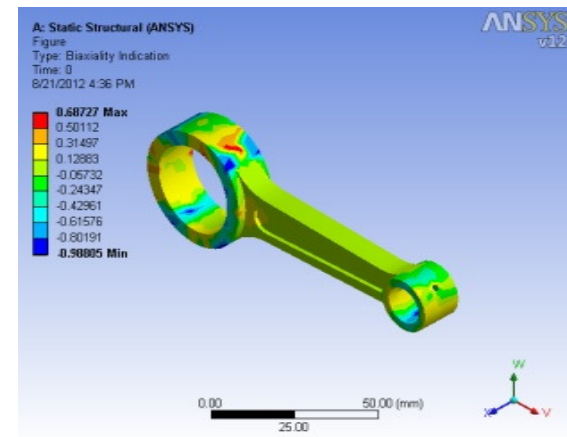 A: Static Structural (ANSYS)
Figure
Type: Biaxiality Indication
Time: 0
8/21/2012 4:36 PM
0.68727 Max
0.50112
0.31497
0.12883
-0.05732
-0.24347
-0.42961
-0.61576
-0.80191
-0.98805 Min
ANSYS
v12
0.00
50.00 (mm)
25.00
W
X
V